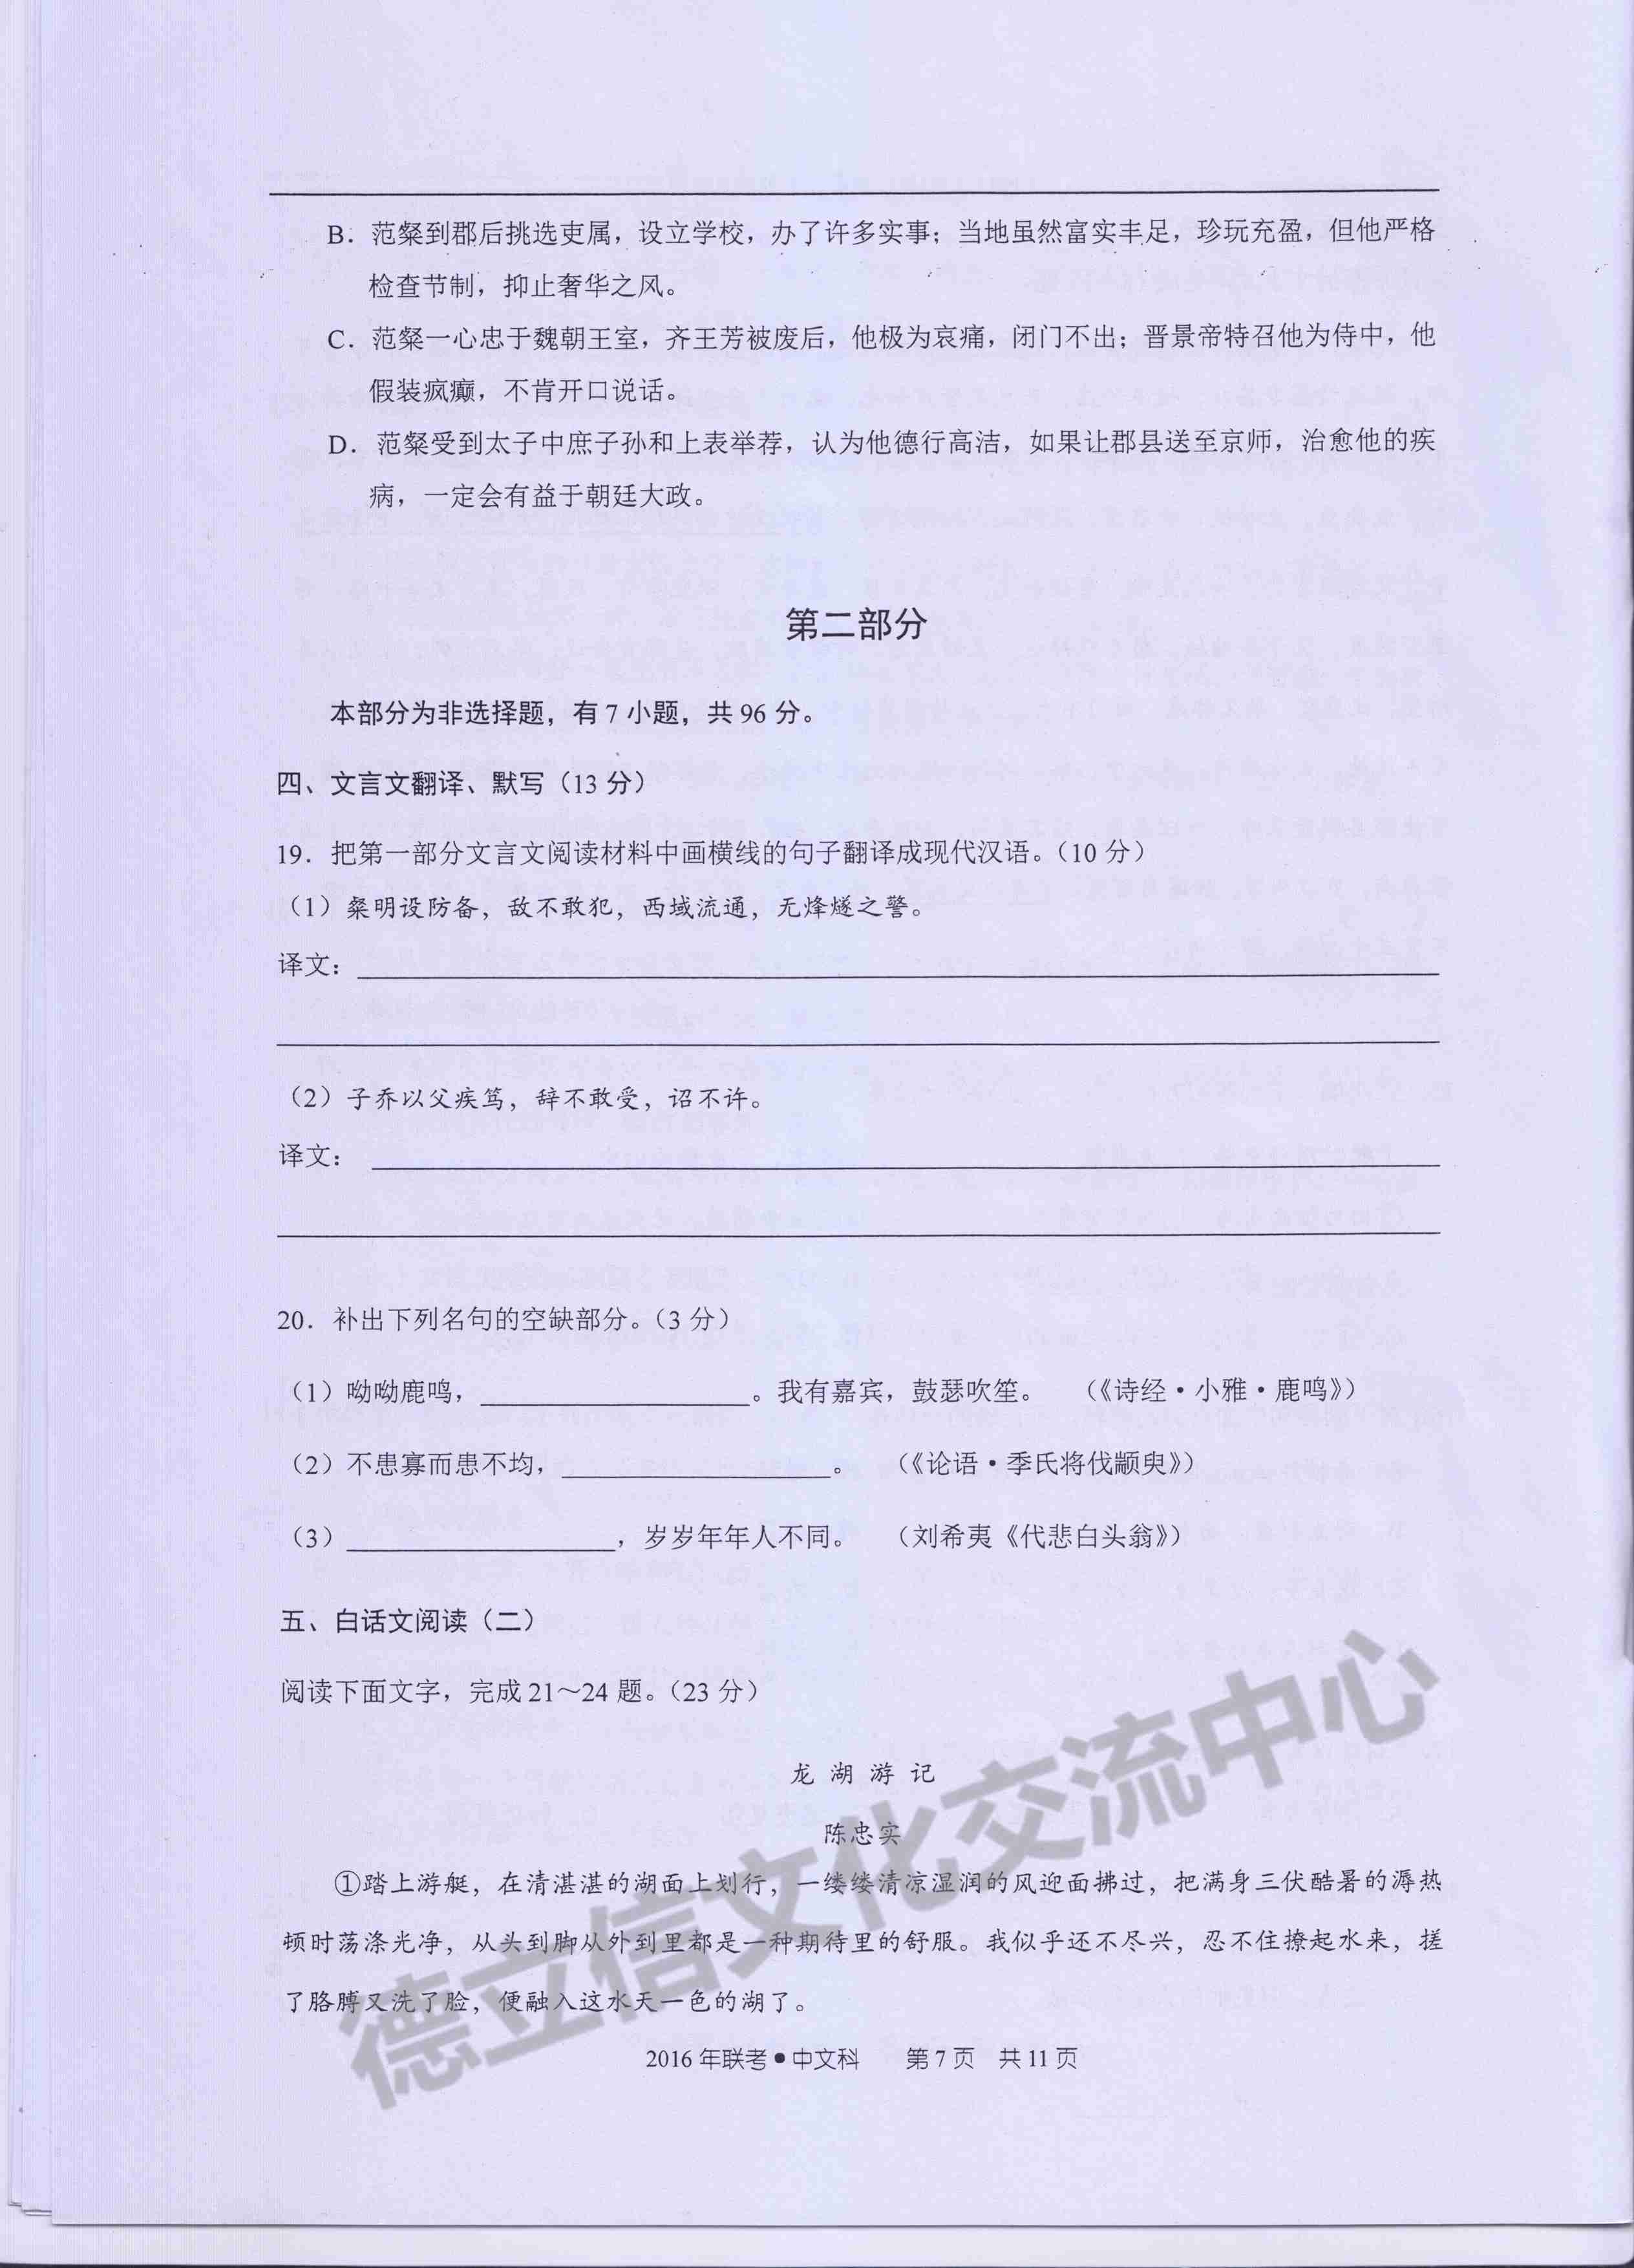 B．范粲到郡后挑选吏属，设立学校，办了许多实事；当地虽然富实丰足，珍玩充盈，但他严格
检查节制，抑止奢华之风。
C．范粲一心忠于魏朝王室，齐王芳被废后，他极为哀痛，闭门不出；晋景帝特召他为侍中，他
假装疯癫，不肯开口说话。
D．范粲受到太子中庶子孙和上表举荐，认为他德行高洁，如果让郡县送至京师，治愈他的疾
病，一定会有益于朝廷大政。
第二部分
本部分为非选择题，有 7 小题，共 96 分。
四、文言文翻译、默写（13 分）
19．把第一部分文言文阅读材料中画横线的句子翻译成现代汉语。（10 分）
（1）粲明设防备，敌不敢犯，西域流通，无烽燧之警。
译文：
（2）子乔以父疾笃，辞不敢受，诏不许。
译文：
20．补出下列名句的空缺部分。（3 分）
（1）呦呦鹿鸣，____________。我有嘉宾，鼓瑟吹笙。 （《诗经·小雅·鹿鸣》）
（2）不患寡而患不均，____________。 （《论语·季氏将伐颛臾》）
（3）____________，岁岁年年人不同。 （刘希夷《代悲白头翁》）
五、白话文阅读（二）
阅读下面文字，完成 21～24 题。（23 分）
龙 湖 游 记
陈忠实
①踏上游艇，在清湛湛的湖面上划行，一缕缕清凉湿润的风迎面拂过，把满身三伏酷暑的溽热
顿时荡涤光净，从头到脚从外到里都是一种期待里的舒服。我似乎还不尽兴，忍不住撩起水来，搓
了胳膊又洗了脸，便融入这水天一色的湖了。
2016 年联考●中文科 第 7 页 共 11 页
德立信文化交流中心